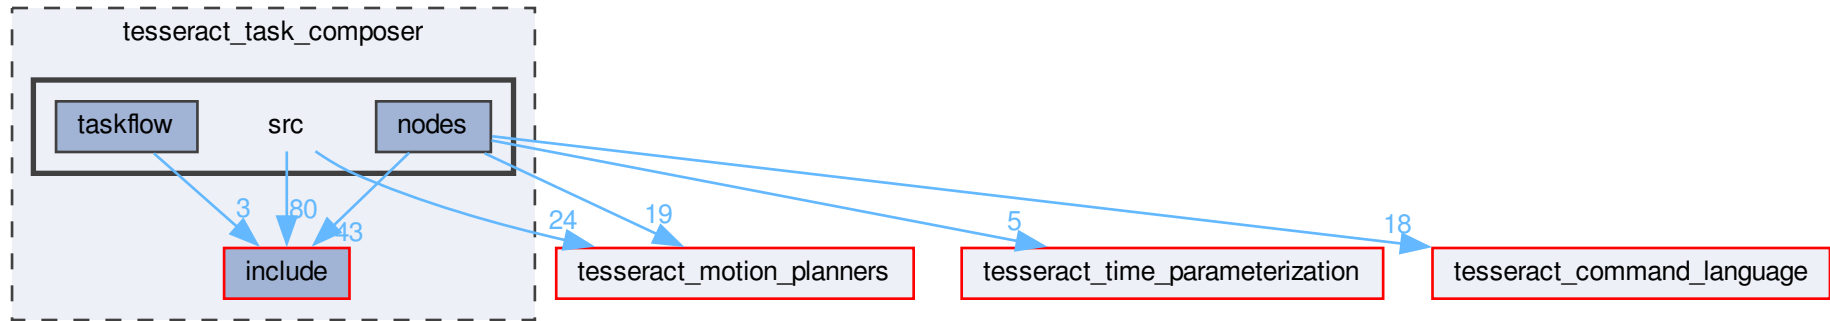 tesseract_task_composer
taskflow
src
nodes
3
80
43
24
19
5
18
include
tesseract_motion_planners
tesseract_time_parameterization
tesseract_command_language